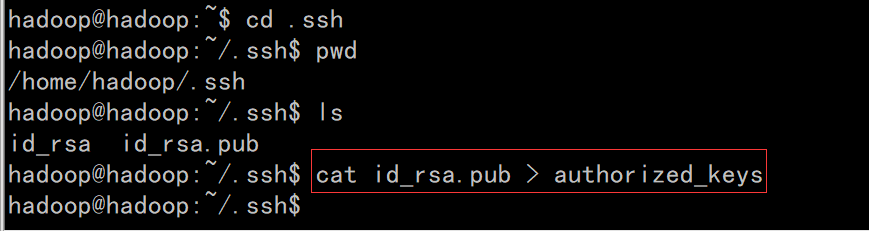 hadoop@hadoop:~$ cd .ssh
hadoop@hadoop:~/.ssh$ pwd
/home/hadoop/.ssh
hadoop@hadoop:~/.ssh$ ls
id_rsa  id_rsa.pub
hadoop@hadoop:~/.ssh$ cat id_rsa.pub > authorized_keys
hadoop@hadoop:~/.ssh$